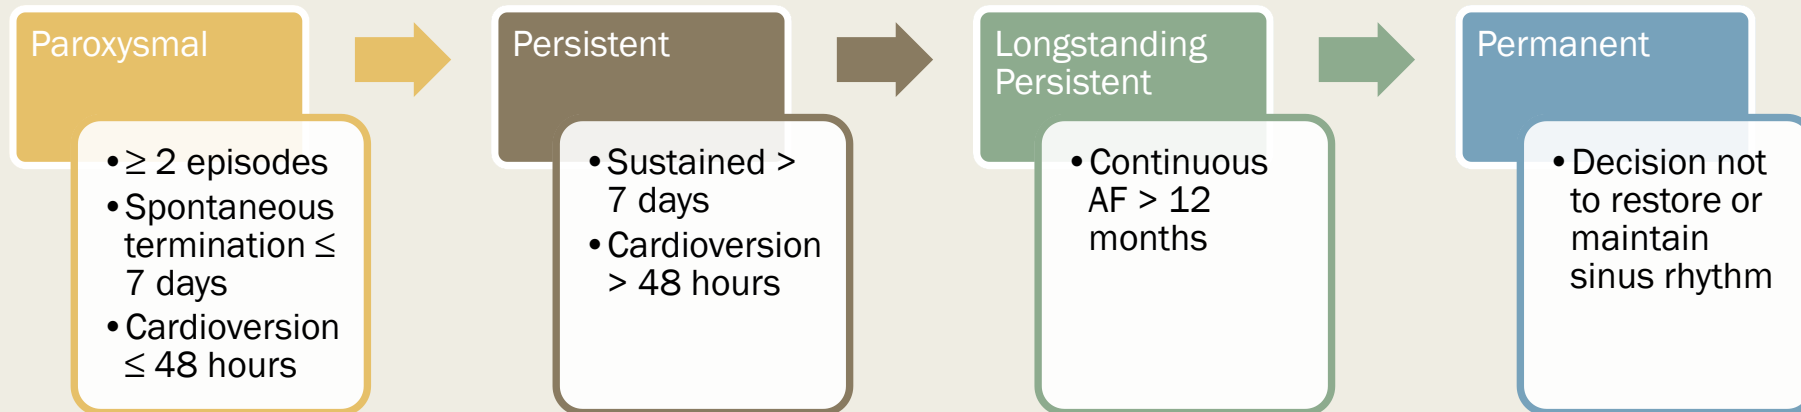 Paroxysmal
•≥ 2 episodes
•Spontaneous
termination ≤
7 days
•Cardioversion
≤ 48 hours
Persistent
•Sustained >
7 days
•Cardioversion
> 48 hours
Longstanding
Persistent
•Continuous
AF > 12
months
Permanent
•Decision not
to restore or
maintain
sinus rhythm